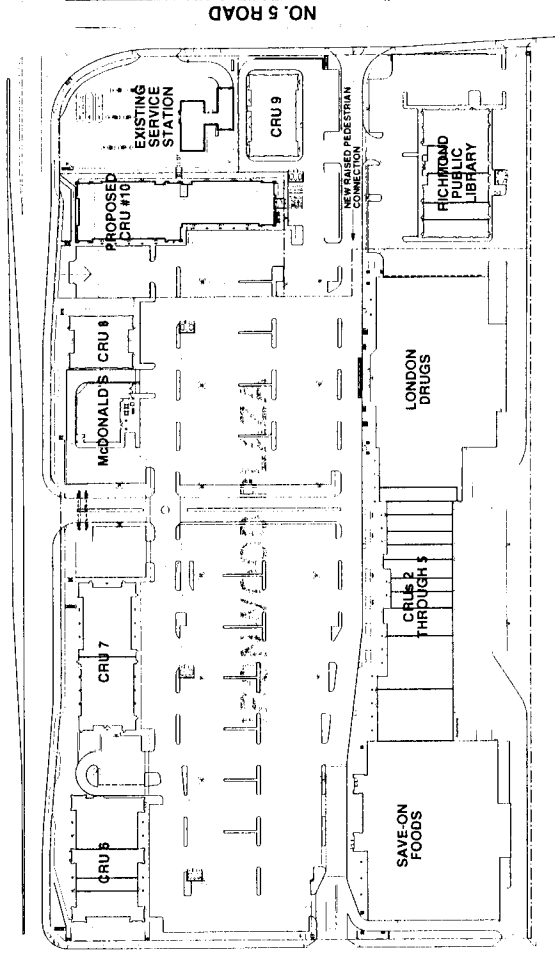 NO. 5 ROAD
EXISTING
SERVICE
STATION
CRU 9
PROPOSED
CRU #10
NEW RAISED PEDESTRIAN
CONNECTION
RICHMOND
PUBLIC
LIBRARY
CRU 8
McDONALD'S
LONDON
DRUGS
CRU 7
CRUs 2
THROUGH 5
CRU 6
SAVE-ON
FOODS